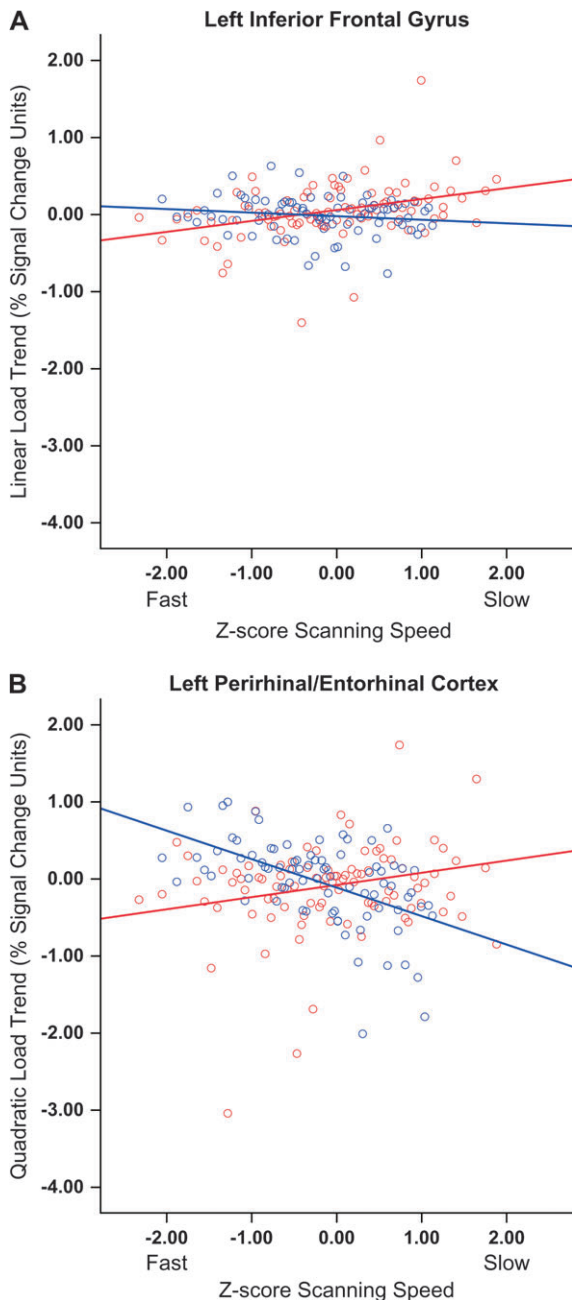 A
Left Inferior Frontal Gyrus
Linear Load Trend (% Signal Change Units)
2.00
1.00
0.00
-1.00
-2.00
-3.00
-4.00
-2.00 -1.00 0.00 1.00 2.00
Fast Slow
Z-score Scanning Speed
B
Left Perirhinal/Entorhinal Cortex
Quadratic Load Trend (% Signal Change Units)
2.00
1.00
0.00
-1.00
-2.00
-3.00
-4.00
-2.00 -1.00 0.00 1.00 2.00
Fast Slow
Z-score Scanning Speed